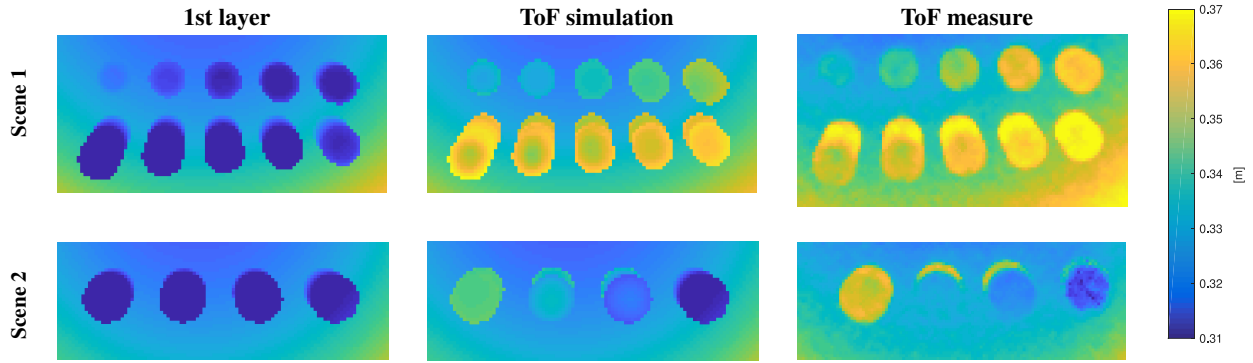 1st layer
ToF simulation
ToF measure
Scene 1
Scene 2
0.37
0.36
0.35
0.34
0.33
0.32
0.31
[m]